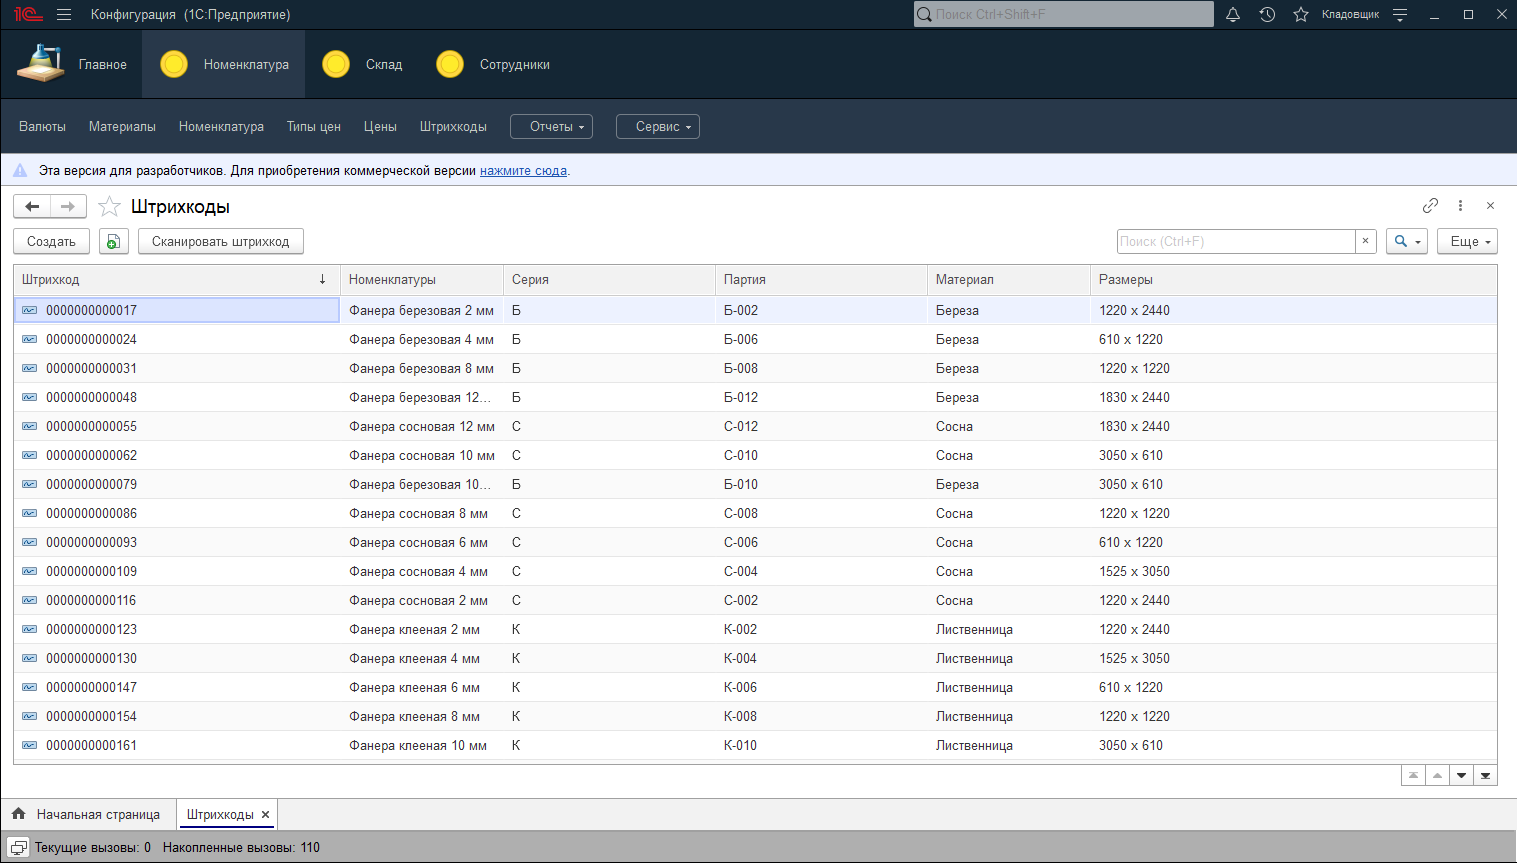 1С Конфигурация (1С:Предприятие) Поиск Ctrl+Shift+F Кладовщик
Главное Номенклатура Склад Сотрудники
Валюты Материалы Номенклатура Типы цен Цены Штрихкоды Отчеты Сервис
Эта версия для разработчиков. Для приобретения коммерческой версии нажмите сюда.
Штрихкоды
Создать Сканировать штрихкод Поиск (Ctrl+F) × Еще
Штрихкод ↓ Номенклатуры Серия Партия Материал Размеры
0000000000017 Фанера березовая 2 мм Б Б-002 Береза 1220 х 2440
0000000000024 Фанера березовая 4 мм Б Б-006 Береза 610 х 1220
0000000000031 Фанера березовая 8 мм Б Б-008 Береза 1220 х 1220
0000000000048 Фанера березовая 12... Б Б-012 Береза 1830 х 2440
0000000000055 Фанера сосновая 12 мм С С-012 Сосна 1830 х 2440
0000000000062 Фанера сосновая 10 мм С С-010 Сосна 3050 х 610
0000000000079 Фанера березовая 10... Б Б-010 Береза 3050 х 610
0000000000086 Фанера сосновая 8 мм С С-008 Сосна 1220 х 1220
0000000000093 Фанера сосновая 6 мм С С-006 Сосна 610 х 1220
0000000000109 Фанера сосновая 4 мм С С-004 Сосна 1525 х 3050
0000000000116 Фанера сосновая 2 мм С С-002 Сосна 1220 х 2440
0000000000123 Фанера клееная 2 мм К К-002 Лиственница 1220 х 2440
0000000000130 Фанера клееная 4 мм К К-004 Лиственница 1525 х 3050
0000000000147 Фанера клееная 6 мм К К-006 Лиственница 610 х 1220
0000000000154 Фанера клееная 8 мм К К-008 Лиственница 1220 х 1220
0000000000161 Фанера клееная 10 мм К К-010 Лиственница 3050 х 610
Начальная страница Штрихкоды ×
Текущие вызовы: 0 Накопленные вызовы: 110